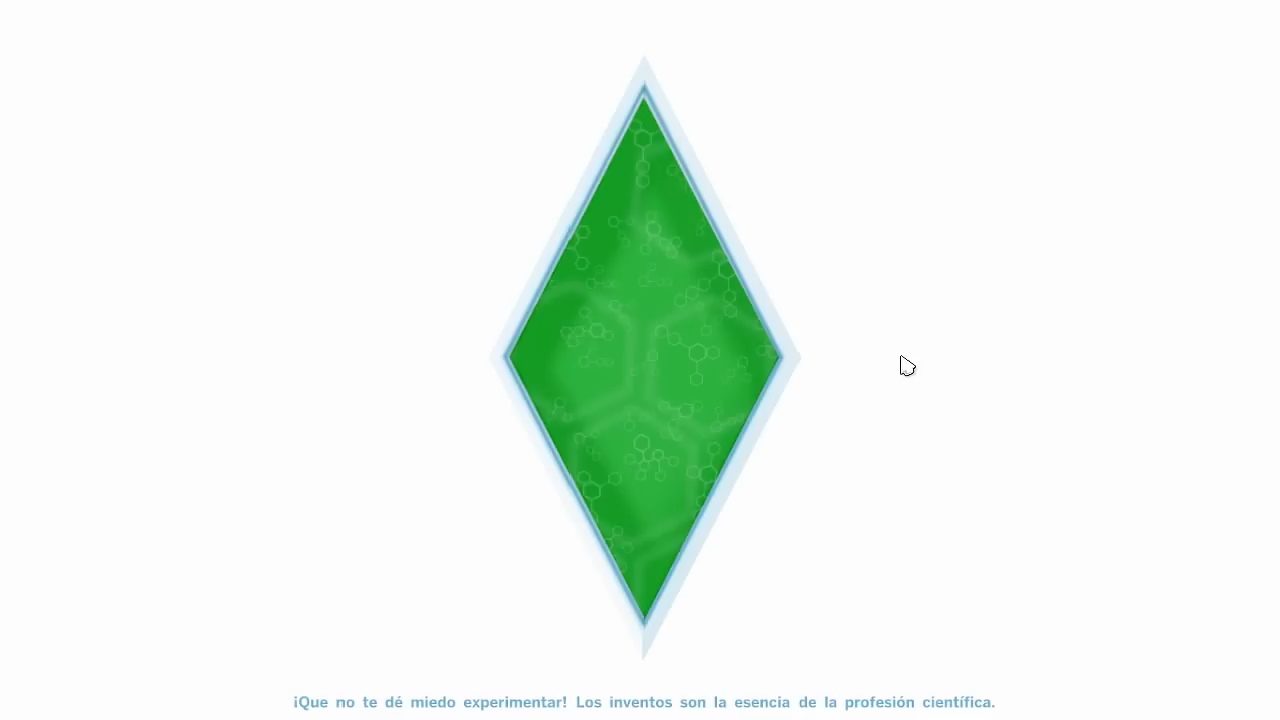 ¡Que no te dé miedo experimentar! Los inventos son la esencia de la profesión científica.